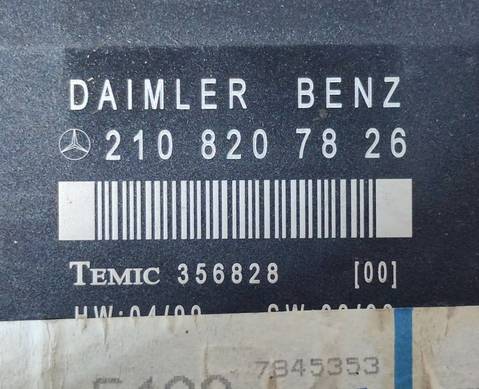 DAIMLER BENZ
210 820 78 26
TEMIC 356828 [00]
7845353